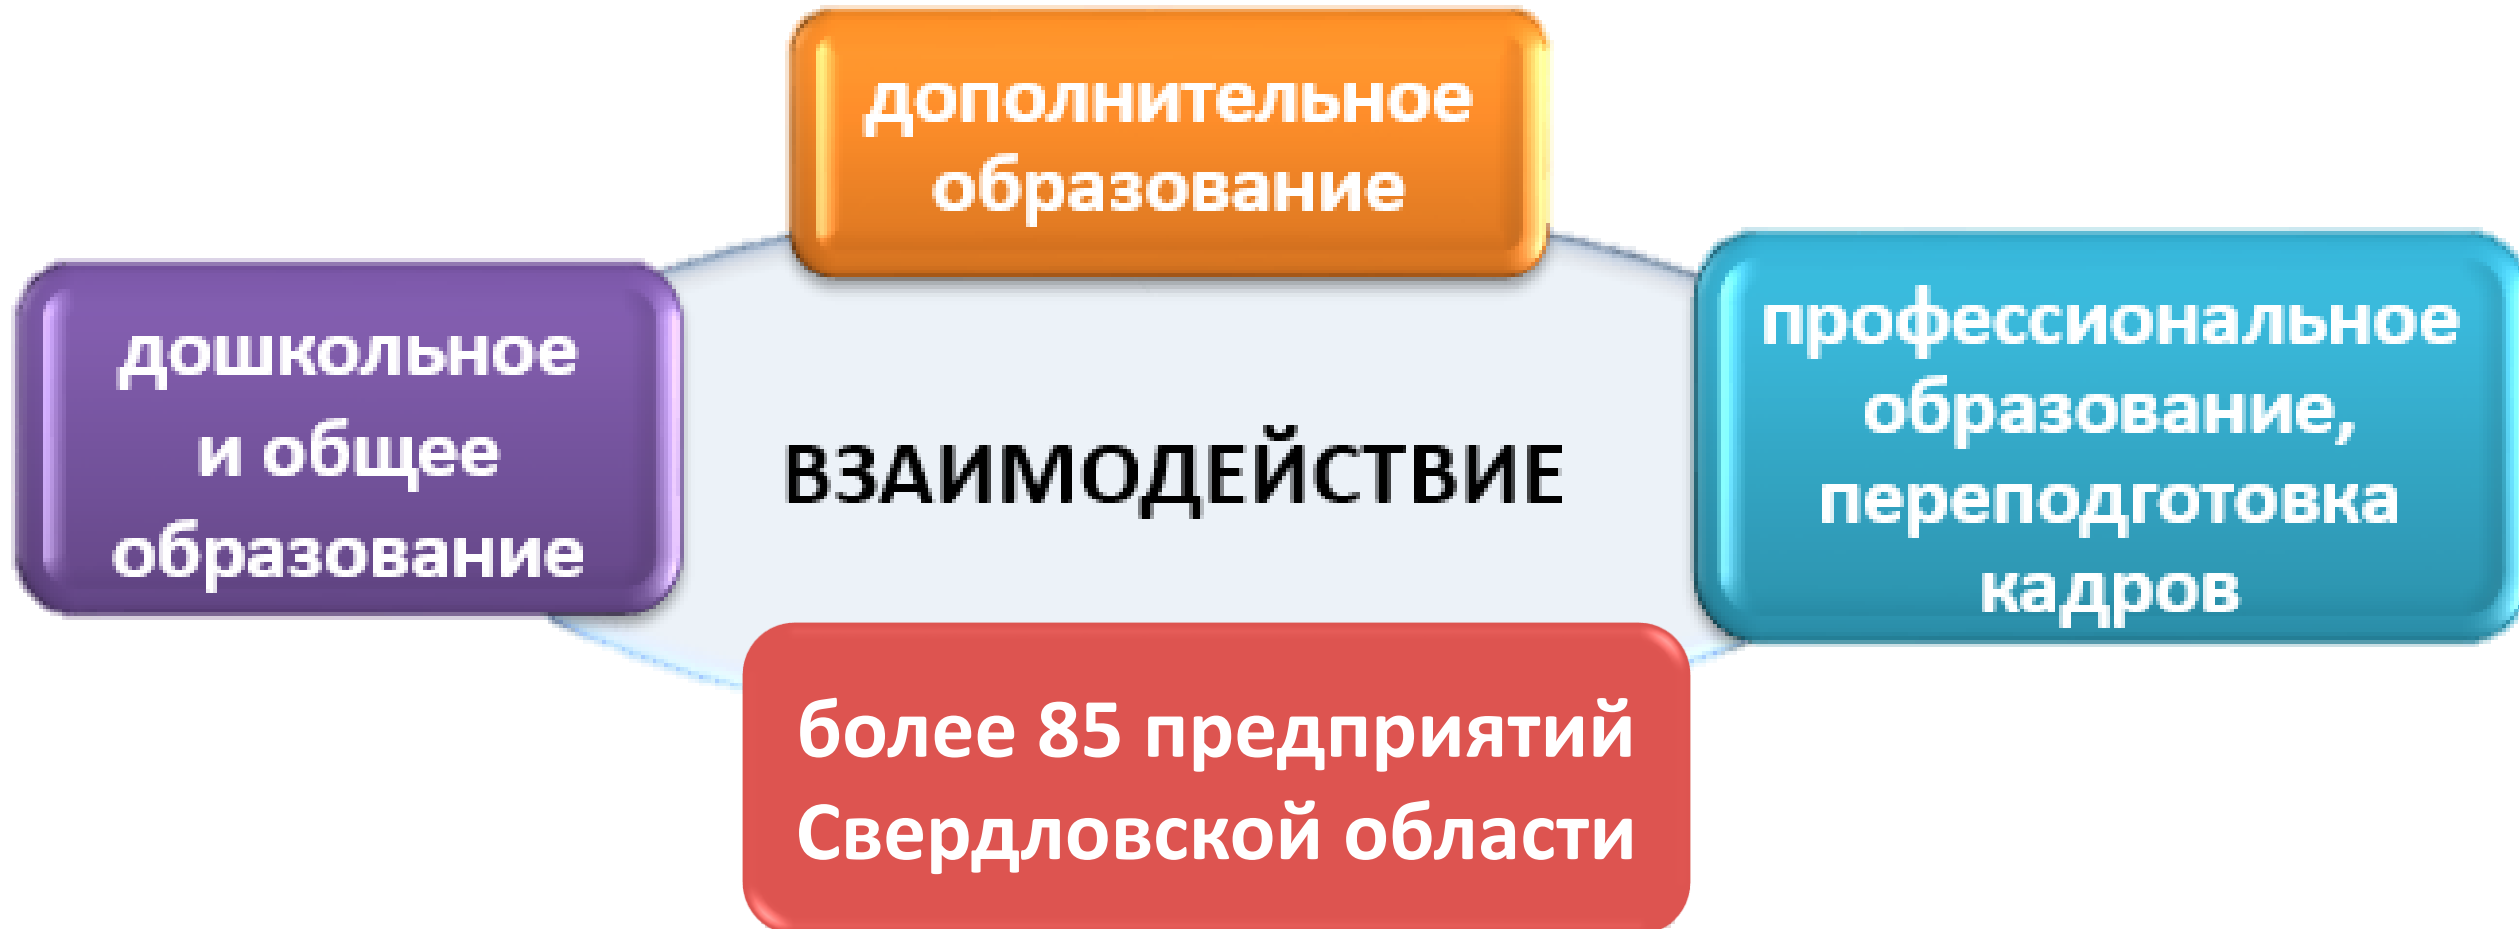 дополнительное
образование
дошкольное
и общее
образование
ВЗАИМОДЕЙСТВИЕ
профессиональное
образование,
переподготовка
кадров
более 85 предприятий
Свердловской области